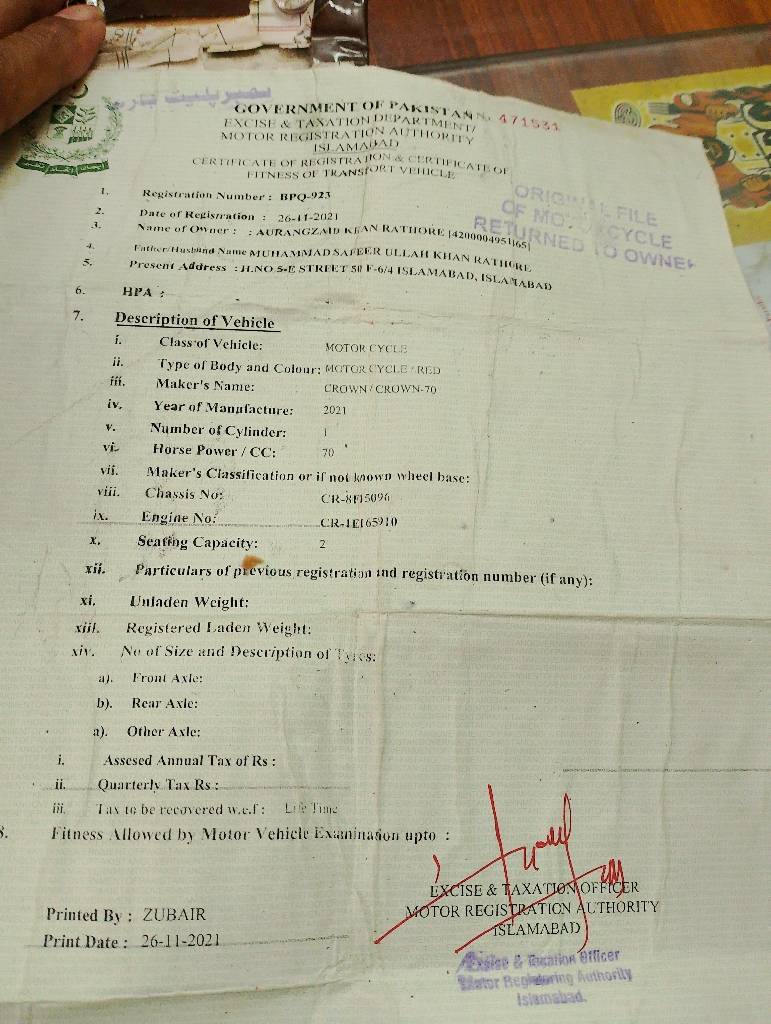 نمبر پلیٹ جاری
GOVERNMENT OF PAKISTAN No 471531
EXCISE & TAXATION DEPARTMENT/
MOTOR REGISTRATION AUTHORITY
ISLAMABAD
CERTIFICATE OF REGISTRATION & CERTIFICATE OF
FITNESS OF TRANSPORT VEHICLE
ORIGINAL FILE
OF MOTORCYCLE
RETURNED TO OWNER
1. Registration Number : BPQ-923
2. Date of Registration : 26-11-2021
3. Name of Owner : : AURANGZAIB KHAN RATHORE [4200004951165]
4. Father/Husband Name MUHAMMAD SAFEER ULLAH KHAN RATHORE
5. Present Address : H.NO 5-E STREET 50 F-6/4 ISLAMABAD, ISLAMABAD
6. HPA :
7. Description of Vehicle
i. Class of Vehicle: MOTOR CYCLE
ii. Type of Body and Colour: MOTOR CYCLE / RED
iii. Maker's Name: CROWN / CROWN-70
iv. Year of Manufacture: 2021
v. Number of Cylinder: 1
vi. Horse Power / CC: 70
vii. Maker's Classification or if not known wheel base:
viii. Chassis No: CR-8F15096
ix. Engine No: CR-1E165910
x. Seating Capacity: 2
xii. Particulars of previous registration and registration number (if any):
xi. Unladen Weight:
xiii. Registered Laden Weight:
xiv. No of Size and Description of Tyres:
a). Front Axle:
b). Rear Axle:
a). Other Axle:
i. Assesed Annual Tax of Rs :
ii. Quarterly Tax Rs :
iii. Tax to be recovered w.e.f : Life Time
8. Fitness Allowed by Motor Vehicle Examination upto :
EXCISE & TAXATION OFFICER
MOTOR REGISTRATION AUTHORITY
ISLAMABAD
Printed By : ZUBAIR
Print Date : 26-11-2021
Excise & Taxation Officer
Motor Registering Authority
Islamabad.